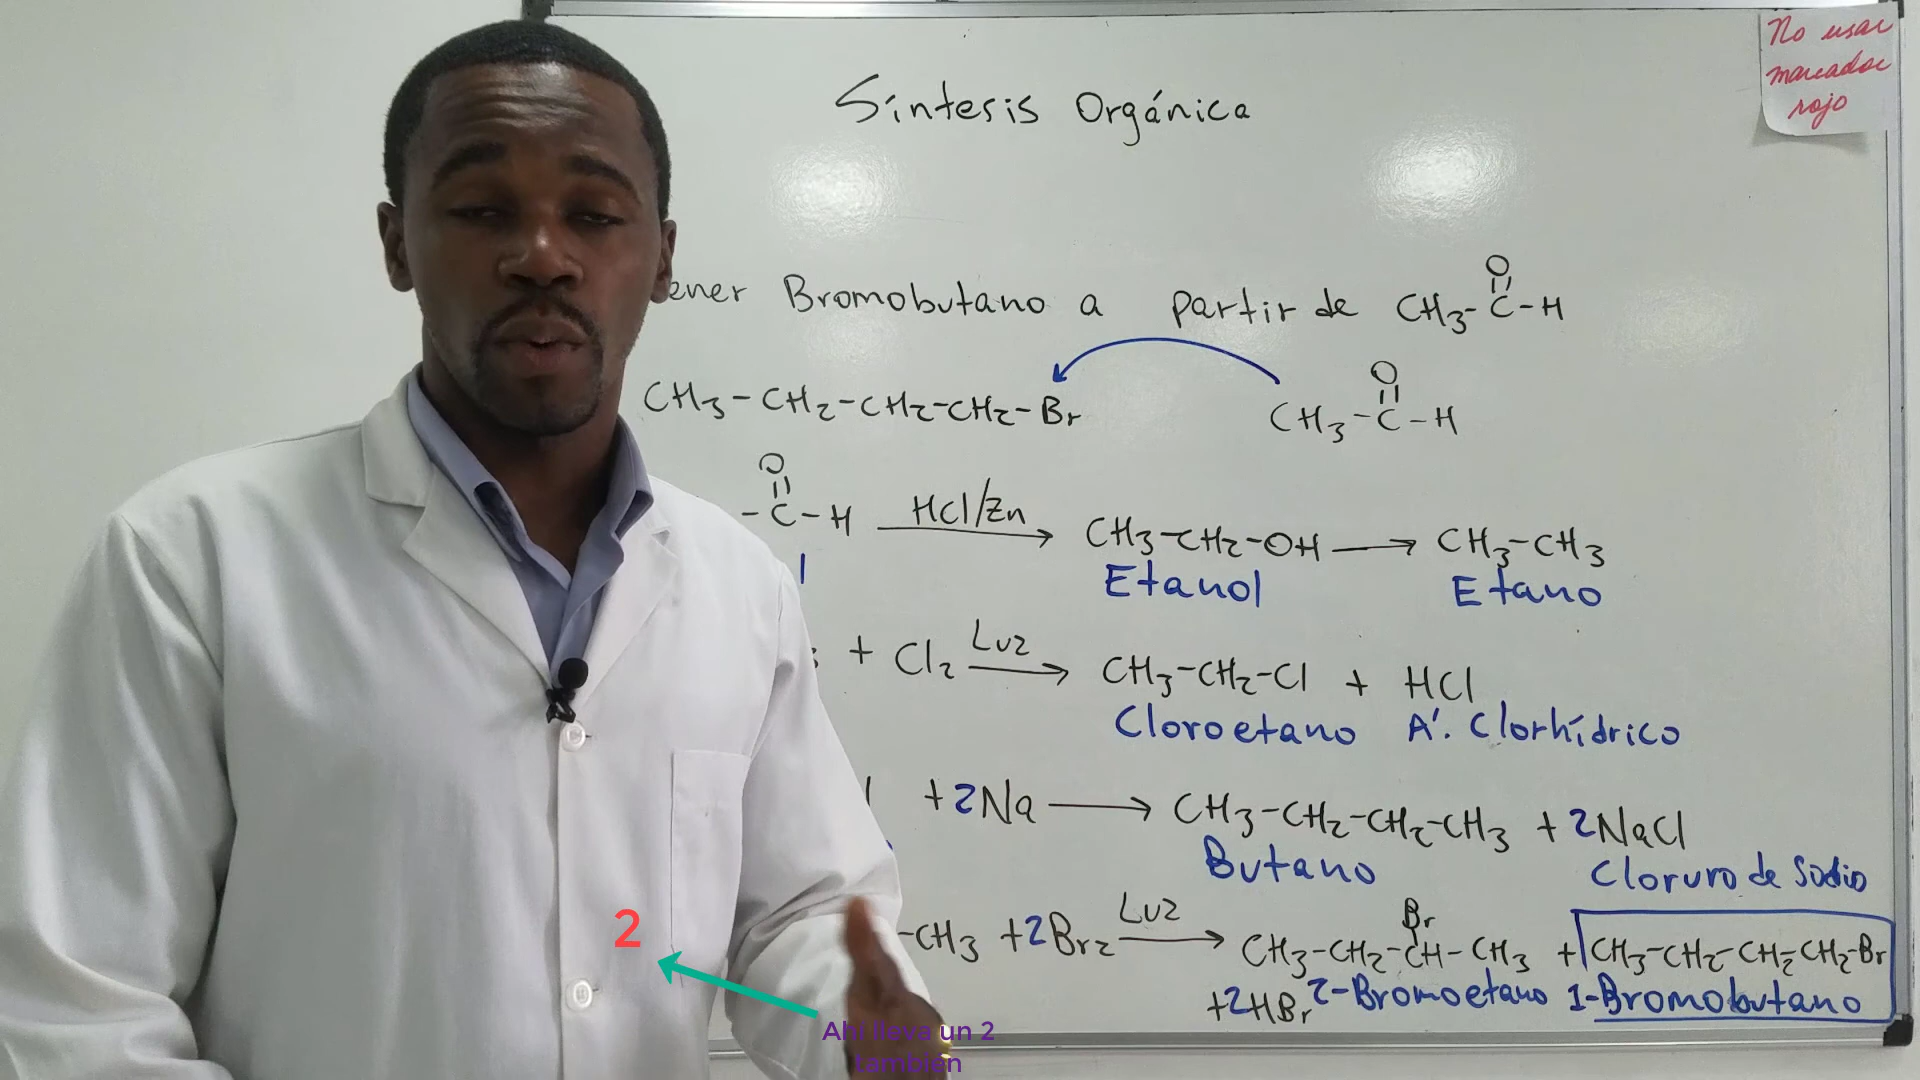 No usar
marcador
rojo
Síntesis Orgánica
ener Bromobutano a partir de CH3-C-H
O
CH3-CH2-CH2-CH2-Br
O
CH3-C-H
O
-C-H HCl/Zn CH3-CH2-OH → CH3-CH3
l Etanol Etano
+ Cl2 Luz CH3-CH2-Cl + HCl
Cloroetano A'. Clorhídrico
l +2Na → CH3-CH2-CH2-CH3 + 2NaCl
Butano Cloruro de Sodio
Br
-CH3 +2Br2 Luz CH3-CH2-CH-CH3 + CH3-CH2-CH2-CH2-Br
+2HBr 2-Bromoetano 1-Bromobutano
2
Ahi lleva un 2
también